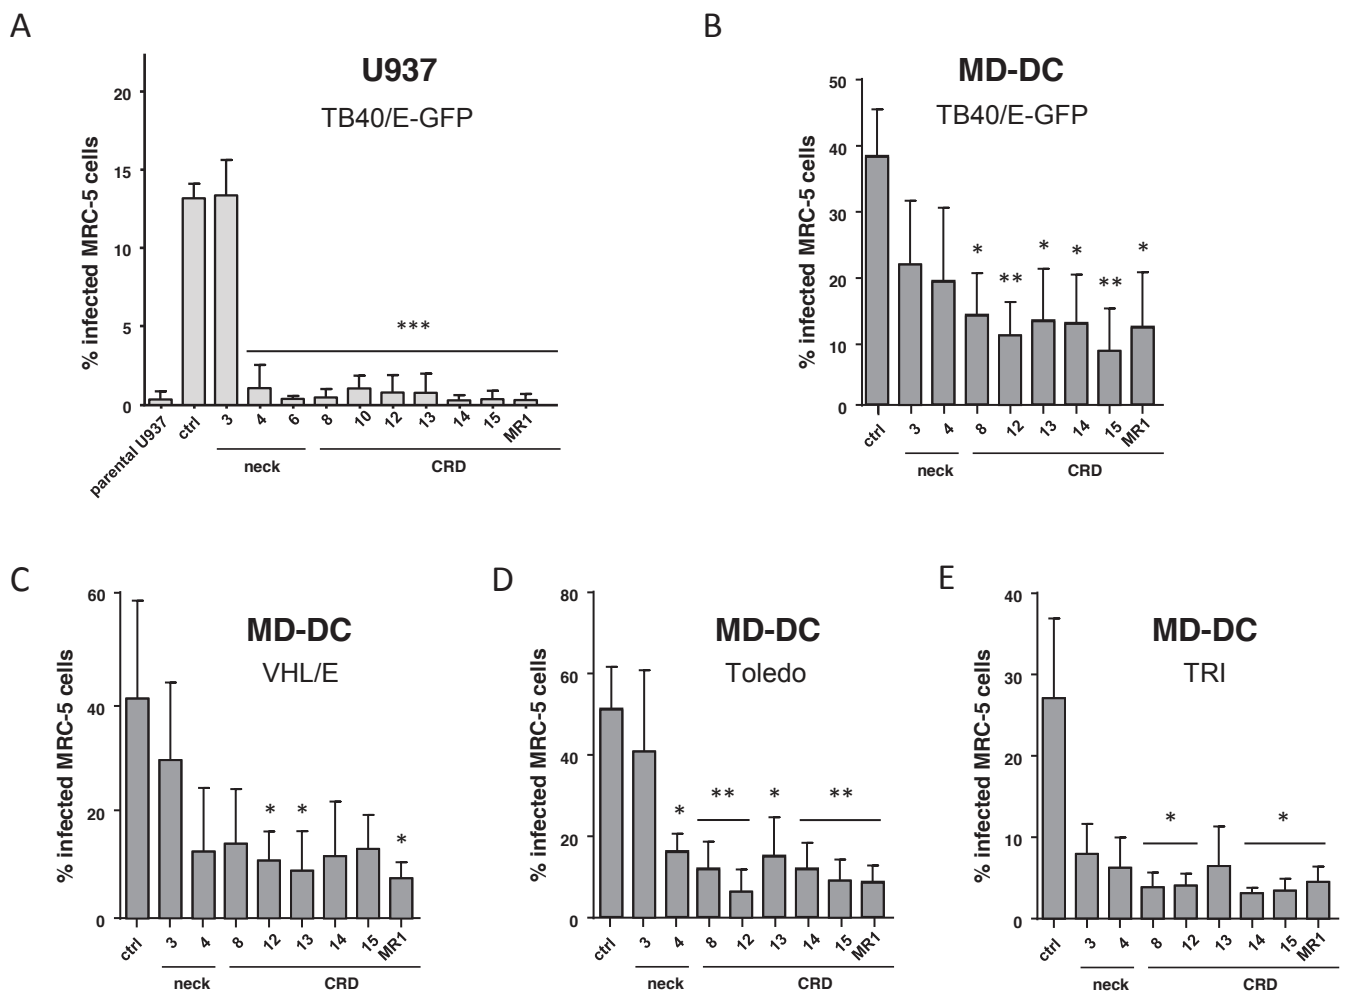 A
U937
TB40/E-GFP
% infected MRC-5 cells
20
15
10
5
0
***
parental U937 ctrl 3 4 6 8 10 12 13 14 15 MR1
neck CRD
B
MD-DC
TB40/E-GFP
% infected MRC-5 cells
50
40
30
20
10
0
* ** * * ** *
ctrl 3 4 8 12 13 14 15 MR1
neck CRD
C
MD-DC
VHL/E
% infected MRC-5 cells
60
40
20
0
* * *
ctrl 3 4 8 12 13 14 15 MR1
neck CRD
D
MD-DC
Toledo
% infected MRC-5 cells
80
60
40
20
0
* ** * **
ctrl 3 4 8 12 13 14 15 MR1
neck CRD
E
MD-DC
TRI
% infected MRC-5 cells
40
30
20
10
0
* *
ctrl 3 4 8 12 13 14 15 MR1
neck CRD